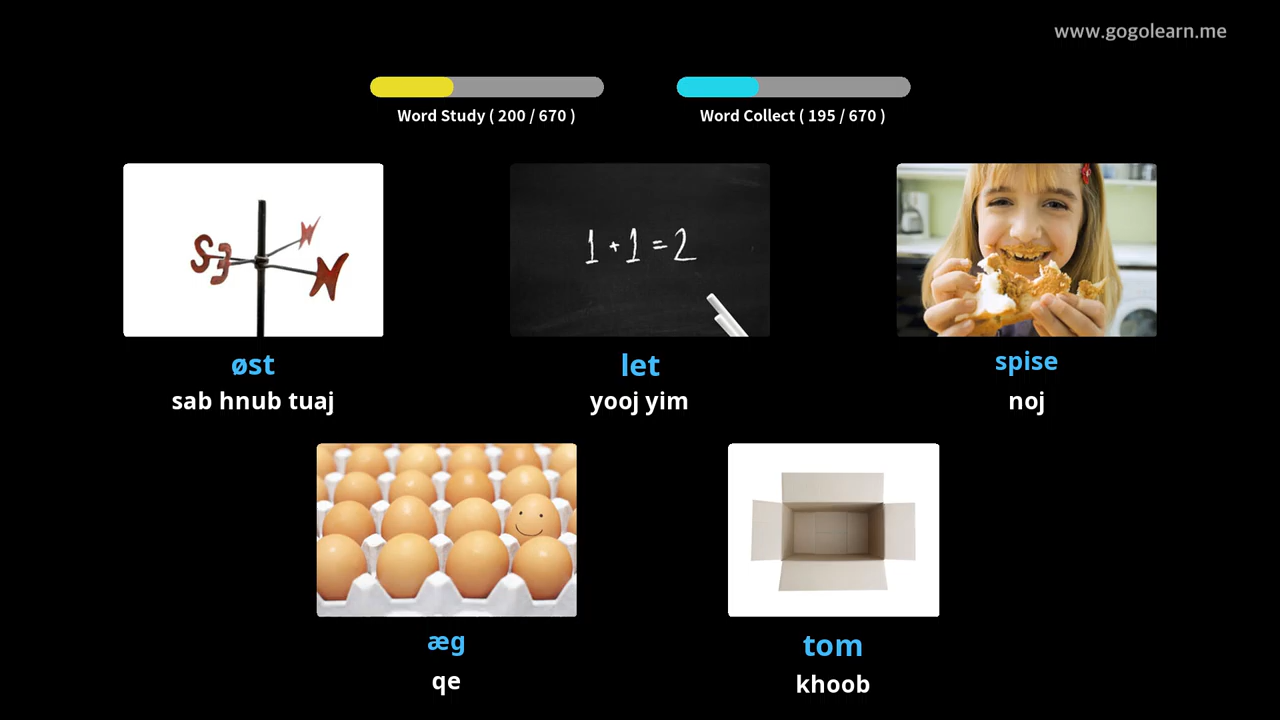 www.gogolearn.me
Word Study ( 200 / 670 )
Word Collect ( 195 / 670 )
S E N W
1 + 1 = 2
øst
sab hnub tuaj
let
yooj yim
spise
noj
æg
qe
tom
khoob